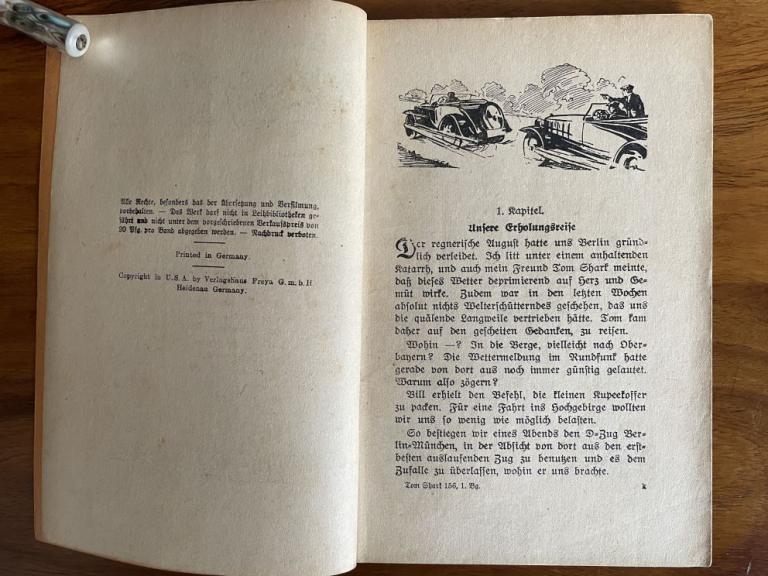 Alle Rechte, besonders das der Übersetzung und Verfilmung,
vorbehalten. — Das Werk darf nicht in Leihbibliotheken ge-
führt und nicht unter dem vorgeschriebenen Verkaufspreis von
20 Pfg. pro Band abgegeben werden. — Nachdruck verboten.
Printed in Germany.
Copyright in U.S.A. by Verlagshaus Freya G. m. b. H
Heidenau Germany.
1. Kapitel.
Unsere Erholungsreise
Der regnerische August hatte uns Berlin gründ-
lich verleidet. Ich litt unter einem anhaltenden
Katarrh, und auch mein Freund Tom Shark meinte,
daß dieses Wetter deprimierend auf Herz und Ge-
müt wirke. Zudem war in den letzten Wochen
absolut nichts Welterschütterndes geschehen, das uns
die quälende Langweile vertrieben hätte. Tom kam
daher auf den gescheiten Gedanken, zu reisen.
Wohin —? In die Berge, vielleicht nach Ober-
bayern? Die Wettermeldung im Rundfunk hatte
gerade von dort aus noch immer günstig gelautet.
Warum also zögern?
Bill erhielt den Befehl, die kleinen Kupeekoffer
zu packen. Für eine Fahrt ins Hochgebirge wollten
wir uns so wenig wie möglich belasten.
So bestiegen wir eines Abends den D-Zug Ber-
lin-München, in der Absicht von dort aus den erst-
besten auslaufenden Zug zu benutzen und es dem
Zufalle zu überlassen, wohin er uns brachte.
Tom Shark 156, 1. Bg. k